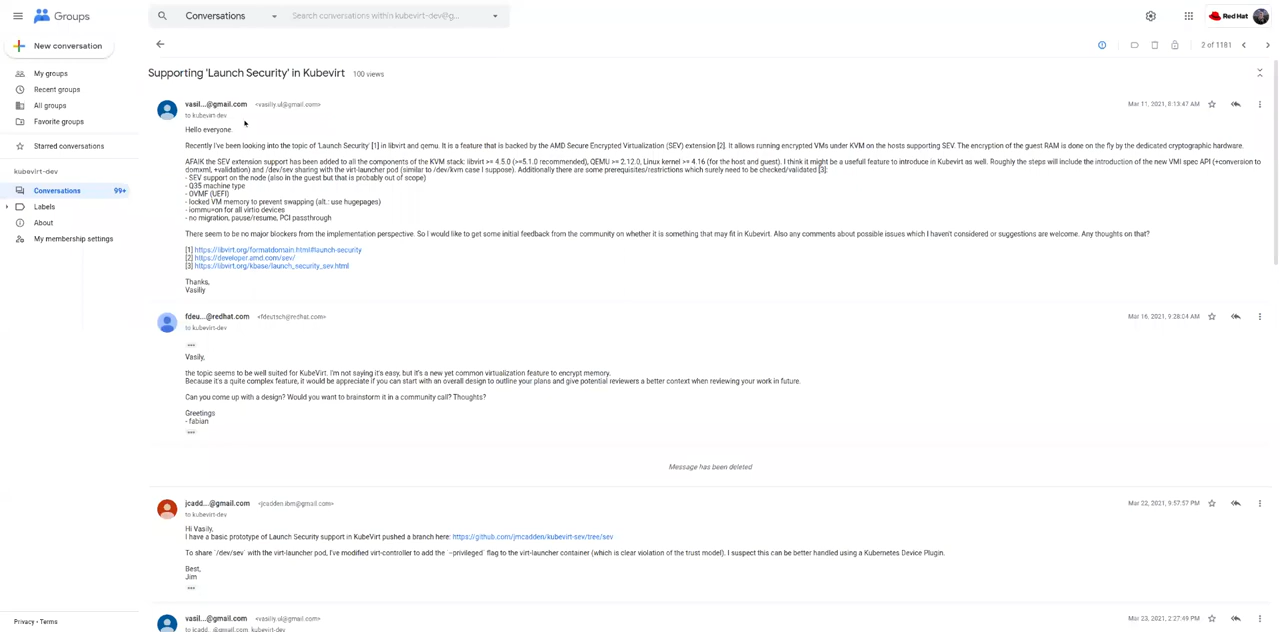 Groups
Conversations
Search conversations within kubevirt-dev@g...
Red Hat
New conversation
2 of 1181
My groups
Recent groups
All groups
Favorite groups
Starred conversations
kubevirt-dev
Conversations 99+
Labels
About
My membership settings
Privacy • Terms
Supporting 'Launch Security' in Kubevirt 100 views
vasil...@gmail.com <vasiliy.ul@gmail.com> Mar 11, 2021, 8:13:47 AM
to kubevirt-dev
Hello everyone.
Recently I've been looking into the topic of 'Launch Security' [1] in libvirt and qemu. It is a feature that is backed by the AMD Secure Encrypted Virtualization (SEV) extension [2]. It allows running encrypted VMs under KVM on the hosts supporting SEV. The encryption of the guest RAM is done on the fly by the dedicated cryptographic hardware.
AFAIK the SEV extension support has been added to all the components of the KVM stack: libvirt >= 4.5.0 (>=5.1.0 recommended), QEMU >= 2.12.0, Linux kernel >= 4.16 (for the host and guest). I think it might be a usefull feature to introduce in Kubevirt as well. Roughly the steps will include the introduction of the new VMI spec API (+conversion to
domxml, +validation) and /dev/sev sharing with the virt-launcher pod (similar to /dev/kvm case I suppose). Additionally there are some prerequisites/restrictions which surely need to be checked/validated [3]:
- SEV support on the node (also in the guest but that is probably out of scope)
- Q35 machine type
- OVMF (UEFI)
- locked VM memory to prevent swapping (alt.: use hugepages)
- iommu=on for all virtio devices
- no migration, pause/resume, PCI passthrough
There seem to be no major blockers from the implementation perspective. So I would like to get some initial feedback from the community on whether it is something that may fit in Kubevirt. Also any comments about possible issues which I haven't considered or suggestions are welcome. Any thoughts on that?
[1] https://libvirt.org/formatdomain.html#launch-security
[2] https://developer.amd.com/sev/
[3] https://libvirt.org/kbase/launch_security_sev.html
Thanks,
Vasiliy
fdeu...@redhat.com <fdeutsch@redhat.com> Mar 16, 2021, 9:28:04 AM
to kubevirt-dev
Vasily,
the topic seems to be well suited for KubeVirt. I'm not saying it's easy, but it's a new yet common virtualization feature to encrypt memory.
Because it's a quite complex feature, it would be appreciate if you can start with an overall design to outline your plans and give potential reviewers a better context when reviewing your work in future.
Can you come up with a design? Would you want to brainstorm it in a community call? Thoughts?
Greetings
- fabian
Message has been deleted
jcadd...@gmail.com <jcadden.ibm@gmail.com> Mar 22, 2021, 9:57:57 PM
to kubevirt-dev
Hi Vasily,
I have a basic prototype of Launch Security support in KubeVirt pushed a branch here: https://github.com/jmcadden/kubevirt-sev/tree/sev
To share `/dev/sev` with the virt-launcher pod, I've modified virt-controller to add the `--privileged` flag to the virt-launcher container (which is clear violation of the trust model). I suspect this can be better handled using a Kubernetes Device Plugin.
Best,
Jim
vasil...@gmail.com <vasiliy.ul@gmail.com> Mar 23, 2021, 2:27:49 PM
to jcadd...@gmail.com, kubevirt-dev